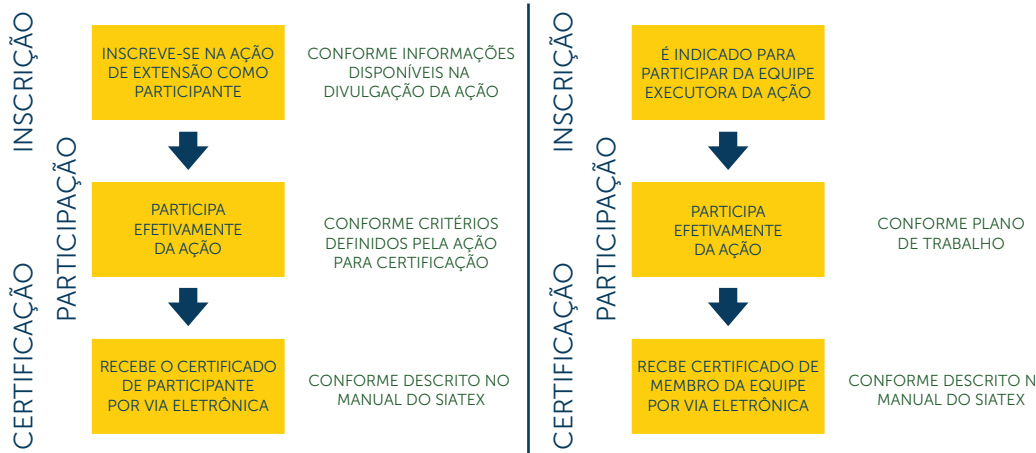 INSCRIÇÃO
INSCREVE-SE NA AÇÃO
DE EXTENSÃO COMO
PARTICIPANTE
CONFORME INFORMAÇÕES
DISPONÍVEIS NA
DIVULGAÇÃO DA AÇÃO
PARTICIPAÇÃO
PARTICIPA
EFETIVAMENTE
DA AÇÃO
CONFORME CRITÉRIOS
DEFINIDOS PELA AÇÃO
PARA CERTIFICAÇÃO
CERTIFICAÇÃO
RECEBE O CERTIFICADO
DE PARTICIPANTE
POR VIA ELETRÔNICA
CONFORME DESCRITO NO
MANUAL DO SIATEX
INSCRIÇÃO
É INDICADO PARA
PARTICIPAR DA EQUIPE
EXECUTORA DA AÇÃO
PARTICIPAÇÃO
PARTICIPA
EFETIVAMENTE
DA AÇÃO
CONFORME PLANO
DE TRABALHO
CERTIFICAÇÃO
RECBE CERTIFICADO DE
MEMBRO DA EQUIPE
POR VIA ELETRÔNICA
CONFORME DESCRITO N
MANUAL DO SIATEX